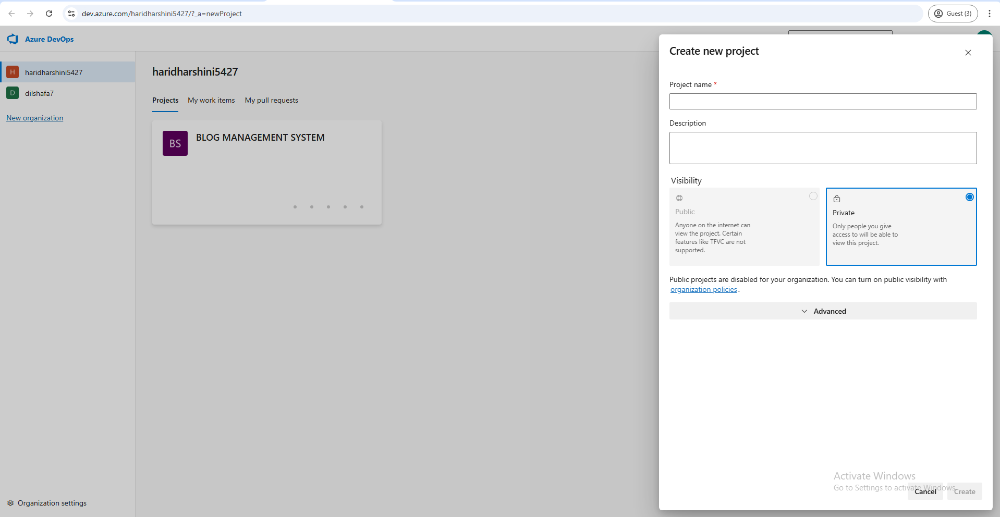 dev.azure.com/haridharshini5427/?_a=newProject
Guest (3)
Azure DevOps
H haridharshini5427
D dilshafa7
New organization
Organization settings
haridharshini5427
Projects My work items My pull requests
BS BLOG MANAGEMENT SYSTEM
Create new project
Project name *
Description
Visibility
Public
Anyone on the internet can
view the project. Certain
features like TFVC are not
supported.
Private
Only people you give
access to will be able to
view this project.
Public projects are disabled for your organization. You can turn on public visibility with
organization policies.
Advanced
Activate Windows
Go to Settings to activate Windows.
Cancel Create